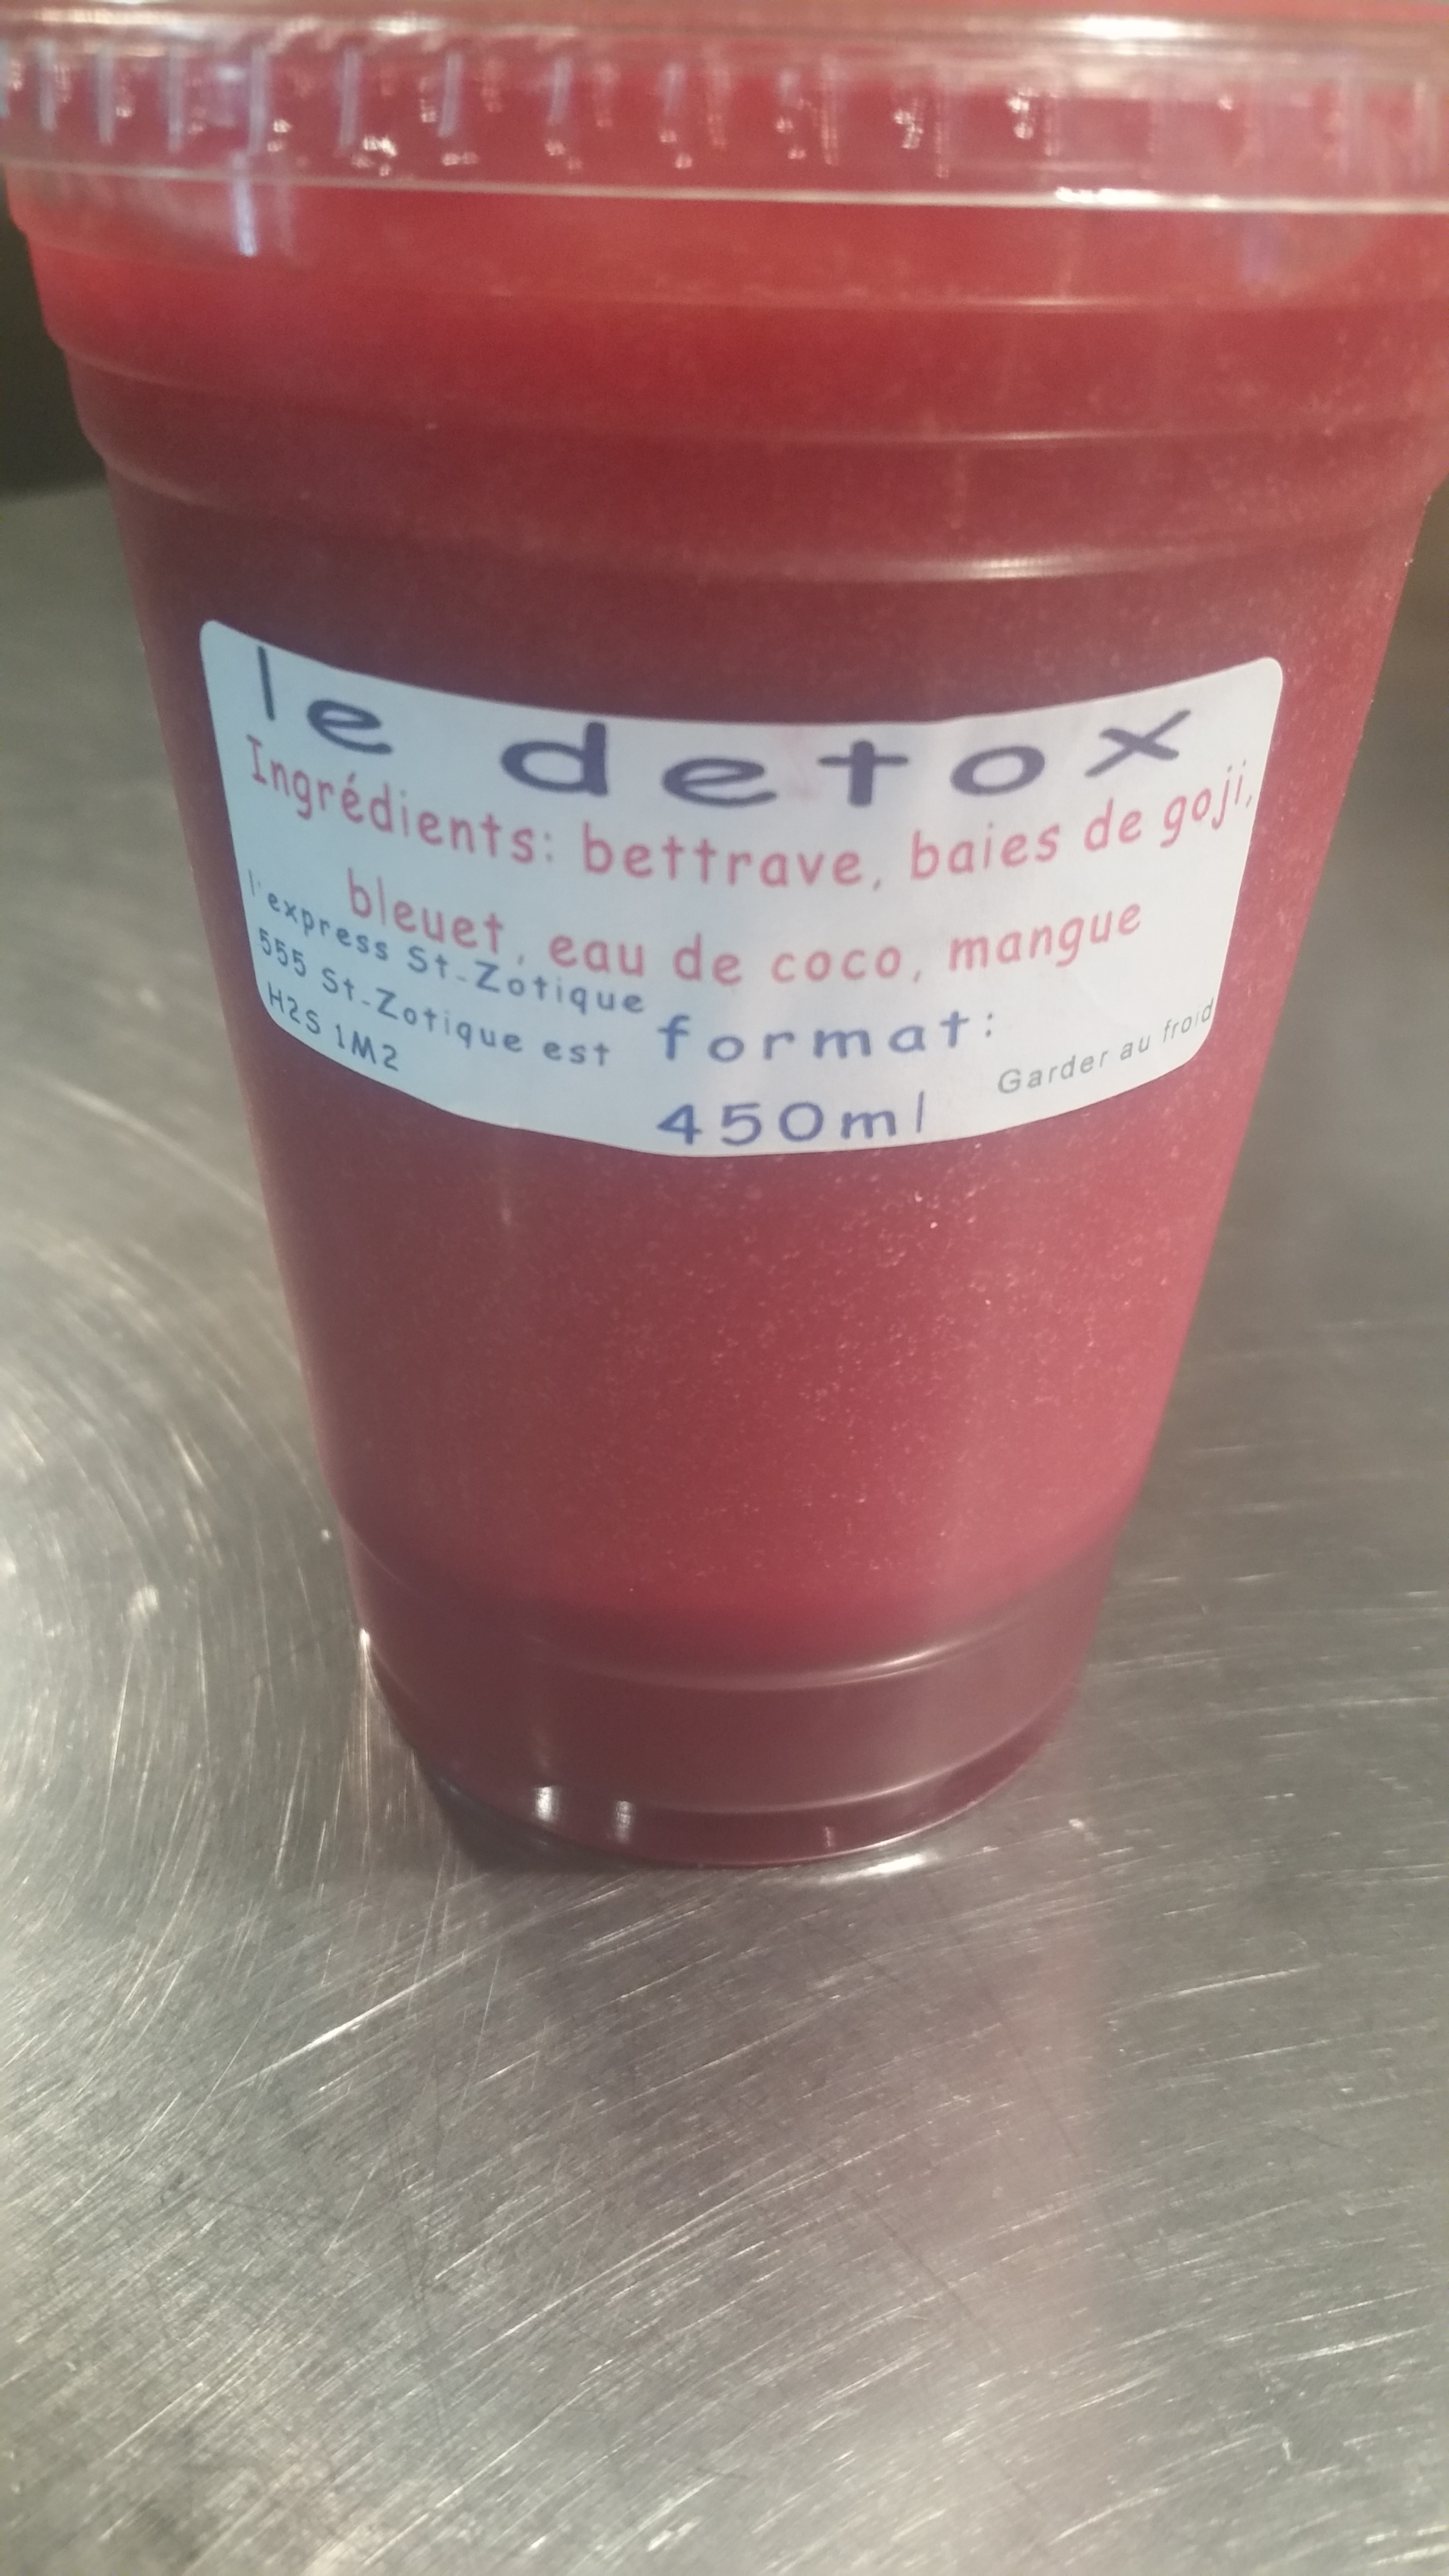 le detox
Ingrédients: bettrave, baies de goji,
bleuet, eau de coco, mangue
l'express St-Zotique
555 St-Zotique est
H2S 1M2
format:
450ml
Garder au froid